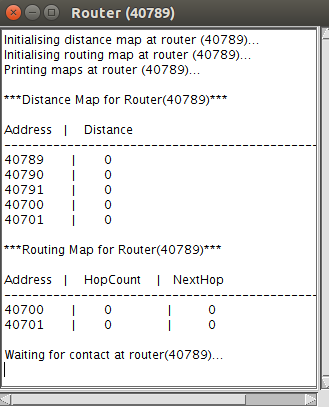 Router (40789)
Initialising distance map at router (40789)...
Initialising routing map at router (40789)...
Printing maps at router (40789)...
***Distance Map for Router(40789)***
Address | Distance
--------------------------------------------------
40789 | 0
40790 | 0
40791 | 0
40700 | 0
40701 | 0
***Routing Map for Router(40789)***
Address | HopCount | NextHop
--------------------------------------------------
40700 | 0 | 0
40701 | 0 | 0
Waiting for contact at router(40789)...